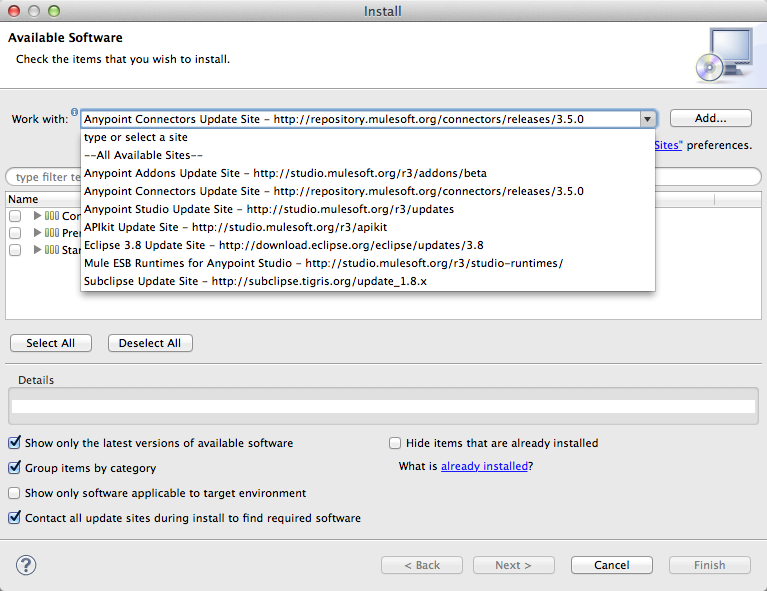 Install
Available Software
Check the items that you wish to install.
Work with: Anypoint Connectors Update Site – http://repository.mulesoft.org/connectors/releases/3.5.0 Add...
type or select a site
--All Available Sites--
Sites" preferences.
Anypoint Addons Update Site – http://studio.mulesoft.org/r3/addons/beta
type filter te
Anypoint Connectors Update Site – http://repository.mulesoft.org/connectors/releases/3.5.0
Name
Anypoint Studio Update Site – http://studio.mulesoft.org/r3/updates
Con
APIkit Update Site – http://studio.mulesoft.org/r3/apikit
Prem
Eclipse 3.8 Update Site – http://download.eclipse.org/eclipse/updates/3.8
Star
Mule ESB Runtimes for Anypoint Studio – http://studio.mulesoft.org/r3/studio-runtimes/
Subclipse Update Site – http://subclipse.tigris.org/update_1.8.x
Select All Deselect All
Details
Show only the latest versions of available software Hide items that are already installed
Group items by category What is already installed?
Show only software applicable to target environment
Contact all update sites during install to find required software
? < Back Next > Cancel Finish